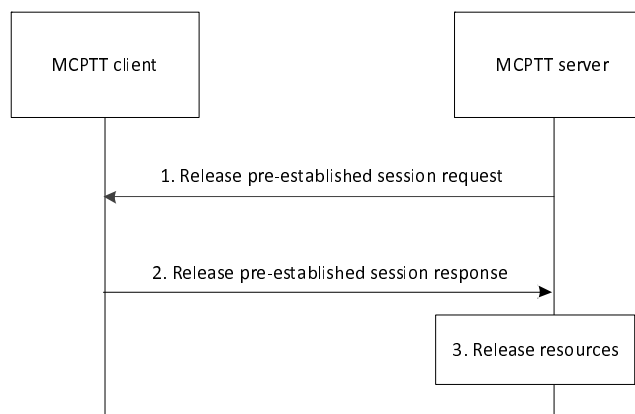 MCPTT client
MCPTT server
1. Release pre-established session request
2. Release pre-established session response
3. Release resources